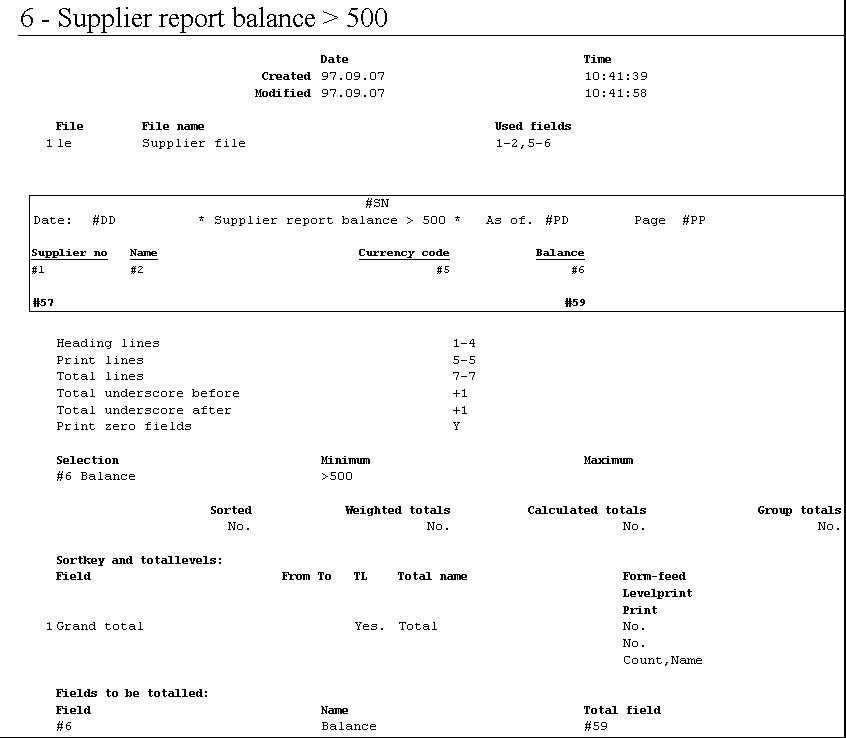 6 - Supplier report balance > 500
Date Time
Created 97.09.07 10:41:39
Modified 97.09.07 10:41:58
File File name Used fields
1 le Supplier file 1-2,5-6
#SN
Date: #DD * Supplier report balance > 500 * As of. #PD Page #PP
Supplier no Name Currency code Balance
#1 #2 #5 #6
#57 #59
Heading lines 1-4
Print lines 5-5
Total lines 7-7
Total underscore before +1
Total underscore after +1
Print zero fields Y
Selection Minimum Maximum
#6 Balance >500
Sorted Weighted totals Calculated totals Group totals
No. No. No. No.
Sortkey and totallevels:
Field From To TL Total name Form-feed
Levelprint
Print
1 Grand total Yes. Total No.
No.
Count,Name
Fields to be totalled:
Field Name Total field
#6 Balance #59